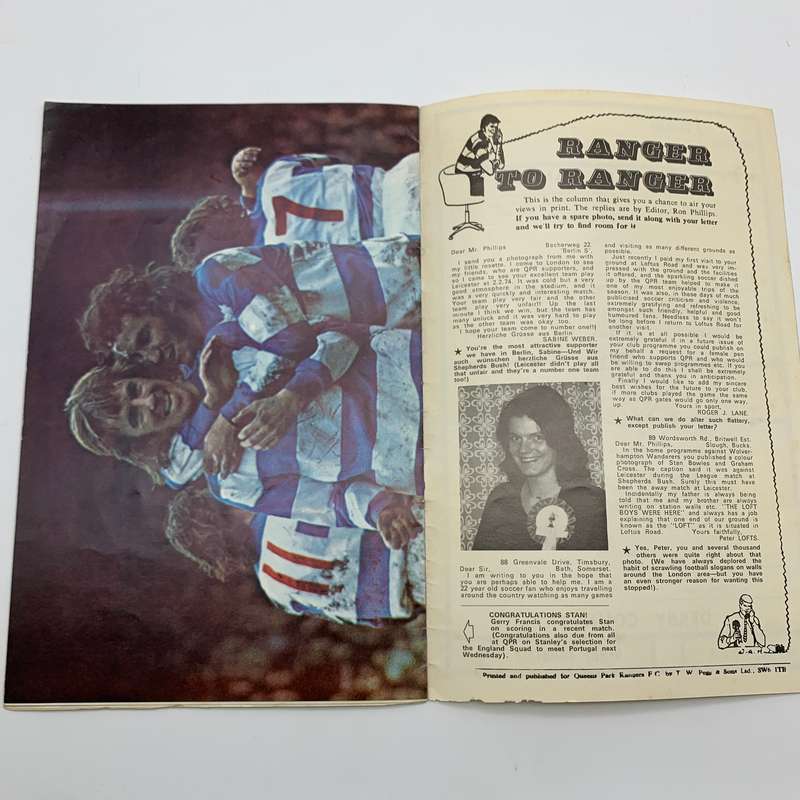 7
11
RANGER
TO RANGER
This is the column that gives you a chance to air your
views in print. The replies are by Editor, Ron Phillips.
If you have a spare photo, send it along with your letter
and we'll try to find room for it
Dear Mr. Phillips
Berlin
I send you a photograph from me with
my little rosette. I come to London to see
my friends, who are QPR supporters, and
so I came to see your excellent team play
Leicester at 2.2.74. It was cold but a very
good atmosphere in the stadium, and it
was a very quickly and interesting match.
Your team play very fair and the other
team play very unfair! Up the last
minute I think we win, but the team has
many unluck and it was very hard to play
as the other team was okay too.
I hope your team come to number one!!
Herzliche Grüsse aus Berlin
SABINE WEBER.
★ You're the most attractive supporter
we have in Berlin, Sabine—Und Wir
auch wünschen herzliche Grüsse aus
Shepherds Bush! (Leicester didn't play all
that unfair and they're a number one team
too!)
88 Greenvale Drive, Timsbury,
Dear Sir, Bath, Somerset.
I am writing to you in the hope that
you are perhaps able to help me. I am a
22 year old soccer fan who enjoys travelling
around the country watching as many games
CONGRATULATIONS STAN!
Gerry Francis congratulates Stan
on scoring in a recent match.
(Congratulations also due from all
at QPR on Stanley's selection for
the England Squad to meet Portugal next
Wednesday).
and visiting as many different grounds as
possible.
Just recently I paid my first visit to your
ground at Loftus Road and was very im-
pressed with the ground and the facilities
it offered, and the sparkling soccer dished
up by the QPR team helped to make it
one of my most enjoyable trips of the
season. It was also, in these days of much
publicised soccer criticism and violence,
extremely gratifying and refreshing to be
amongst such friendly, helpful and good
humoured fans. Needless to say it won't
be long before I return to Loftus Road for
another visit.
If it is at all possible I would be
extremely grateful if in a future issue of
your club programme you could publish on
my behalf a request for a female pen
friend who supports QPR and who would
be willing to swap programmes etc. If you
are able to do this I shall be extremely
grateful and thank you in anticipation.
Finally I would like to add my sincere
best wishes for the future to your club,
if more clubs played the game the same
way as QPR gates would go only one way,
up. Yours in sport,
ROGER J. LANE.
★ What can we do after such flattery,
except publish your letter?
89 Wordsworth Rd., Britwell Est.
Dear Mr. Phillips, Slough, Bucks.
In the home programme against Wolver-
hampton Wanderers you published a colour
photograph of Stan Bowles and Graham
Cross. The caption said it was against
Leicester during the League match at
Shepherds Bush. Surely this must have
been the away match at Leicester.
Incidentally my father is always being
told that me and my brother are always
writing on station walls etc. "THE LOFT
BOYS WERE HERE" and always has a job
explaining that one end of our ground is
known as the "LOFT" as it is situated in
Loftus Road. Yours faithfully,
Peter LOFTS.
★ Yes, Peter, you and several thousand
others were quite right about that
photo. (We have always deplored the
habit of scrawling football slogans on walls
around the London area—but you have
an even stronger reason for wanting this
stopped!).
Printed and published for Queens Park Rangers F.C. by T. W. Pegg & Sons Ltd., SW6 1TB